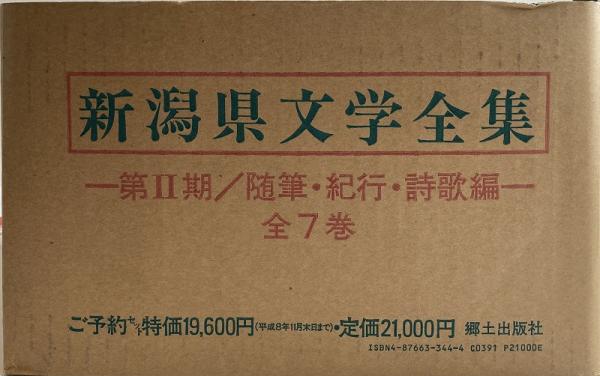 新潟県文学全集
―第Ⅱ期/随筆・紀行・詩歌編―
全7巻
ご予約セット特価19,600円(平成8年11月末日まで)・定価21,000円 郷土出版社
ISBN4-87663-344-4 C0391 P21000E